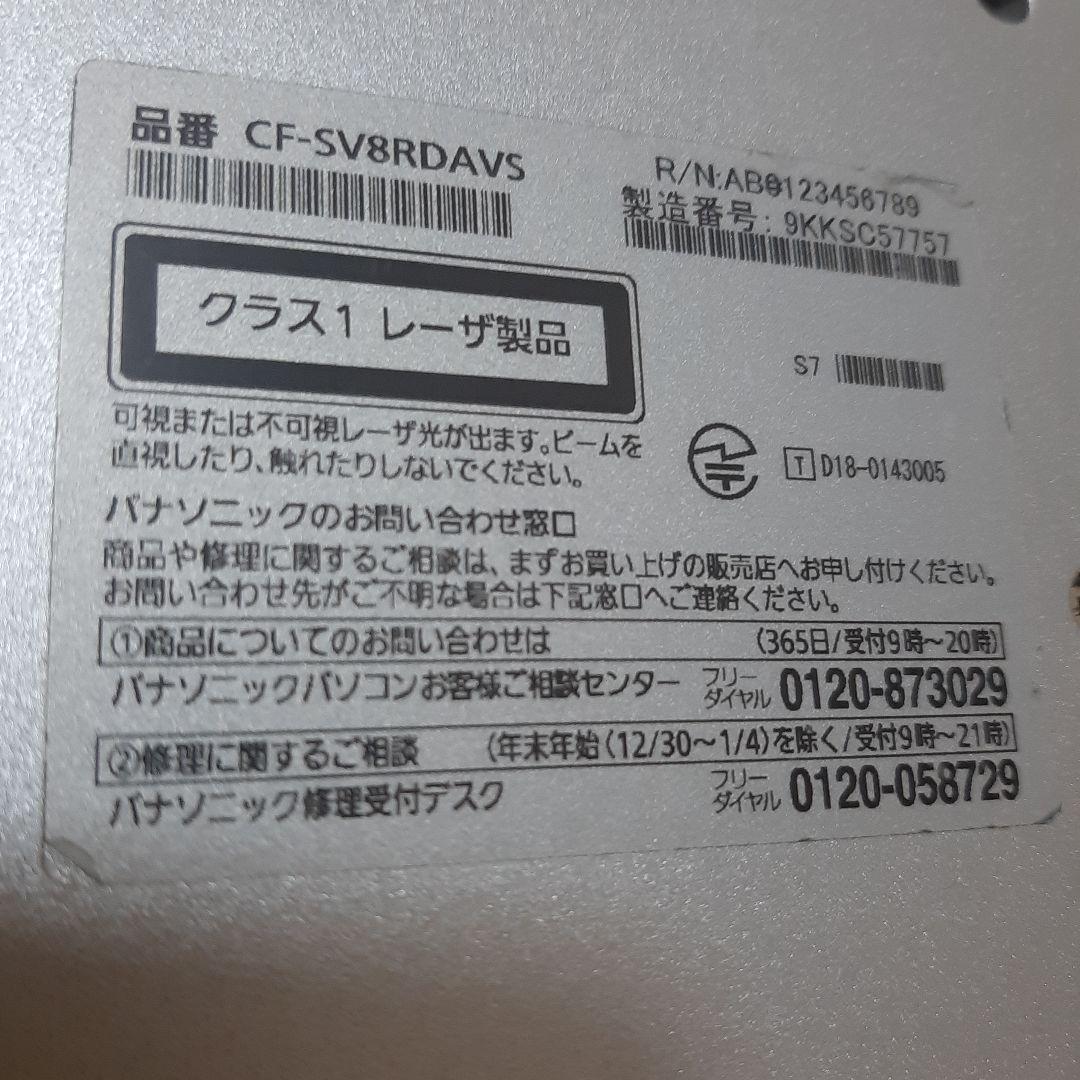 品番 CF-SV8RDAVS
R/N:AB0123456789
製造番号: 9KKSC57757
クラス1 レーザ製品
S7
可視または不可視レーザ光が出ます。ビームを
直視したり、触れたりしないでください。
T D18-0143005
パナソニックのお問い合わせ窓口
商品や修理に関するご相談は、まずお買い上げの販売店へお申し付けください。
お問い合わせ先がご不明な場合は下記窓口へご連絡ください。
①商品についてのお問い合わせは (365日/受付9時～20時)
パナソニックパソコンお客様ご相談センター フリーダイヤル 0120-873029
②修理に関するご相談 (年末年始(12/30～1/4)を除く/受付9時～21時)
パナソニック修理受付デスク フリーダイヤル 0120-058729